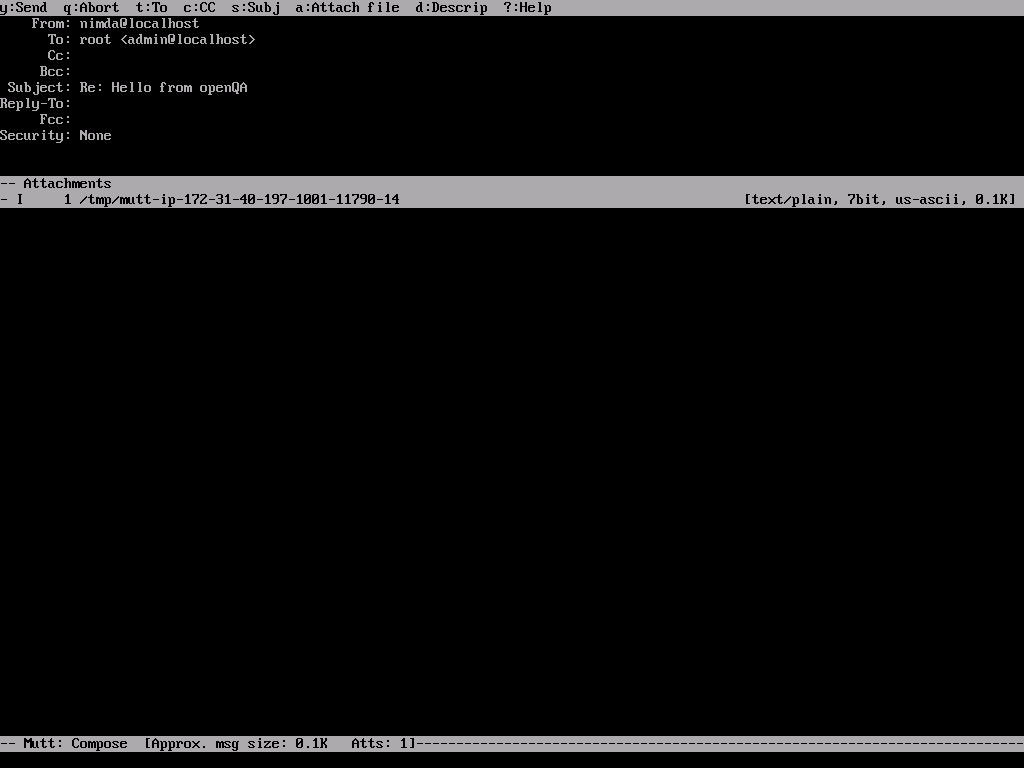 y:Send  q:Abort  t:To  c:CC  s:Subj  a:Attach file  d:Descrip  ?:Help
    From: nimda@localhost
      To: root <admin@localhost>
      Cc:
     Bcc:
 Subject: Re: Hello from openQA
Reply-To:
     Fcc:
Security: None
-- Attachments
- I     1 /tmp/mutt-ip-172-31-40-197-1001-11790-14                                           [text/plain, 7bit, us-ascii, 0.1K]
-- Mutt: Compose  [Approx. msg size: 0.1K   Atts: 1]----------------------------------------------------------------------------